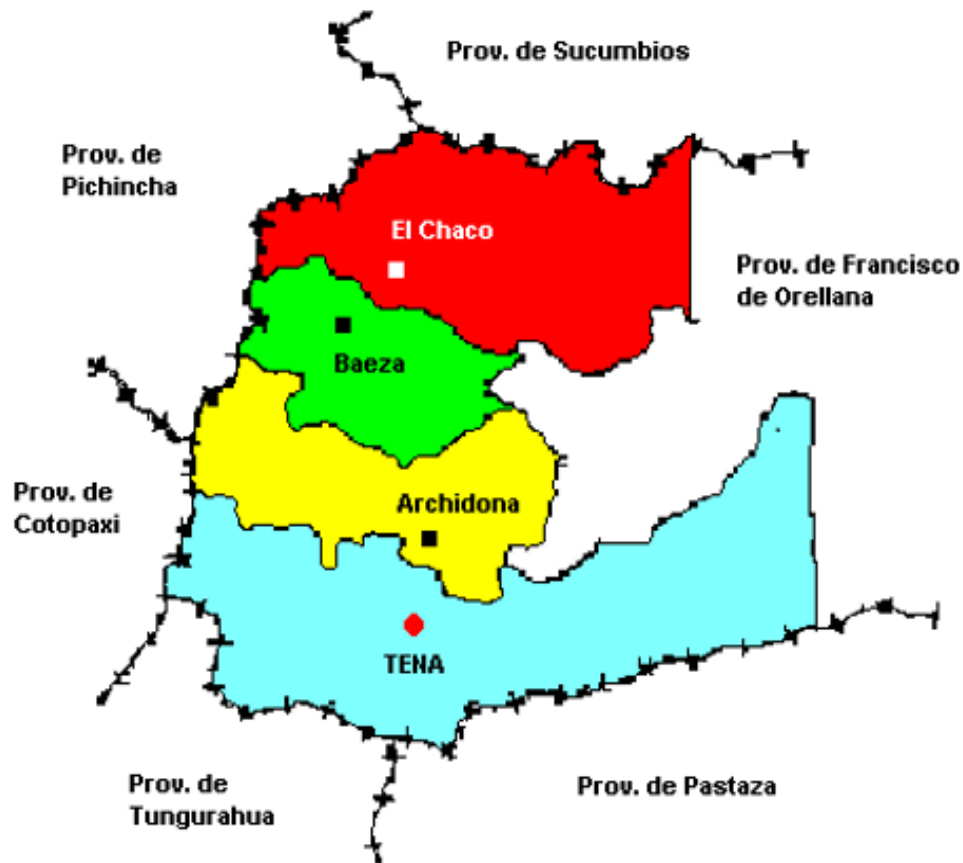 Prov. de Sucumbios
Prov. de
Pichincha
El Chaco
Prov. de Francisco
de Orellana
Baeza
Prov. de
Cotopaxi
Archidona
TENA
Prov. de
Tungurahua
Prov. de Pastaza